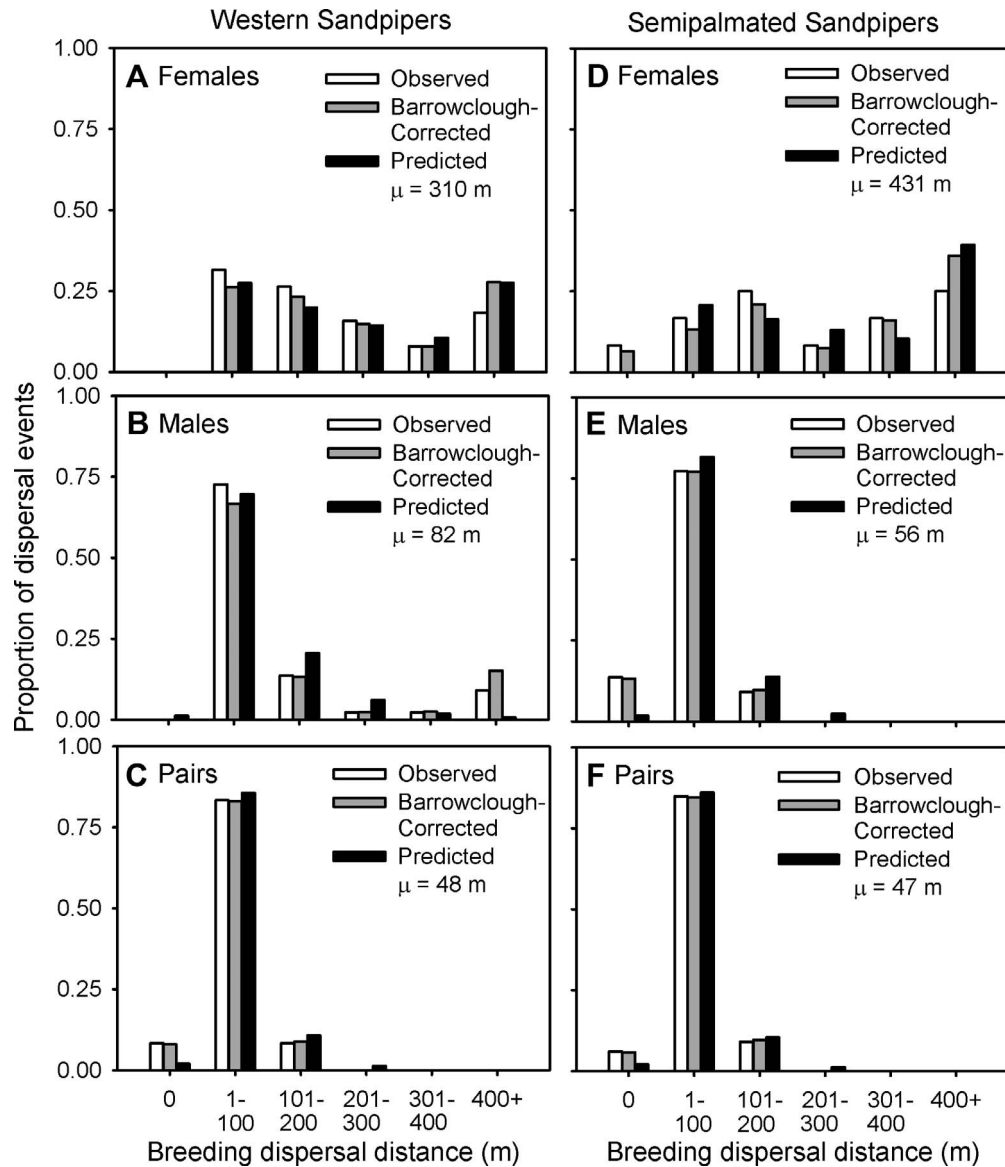 Western Sandpipers
Semipalmated Sandpipers
Proportion of dispersal events
1.00
0.75
0.50
0.25
0.00
A Females
Observed
Barrowclough-
Corrected
Predicted
μ = 310 m
D Females
Observed
Barrowclough-
Corrected
Predicted
μ = 431 m
1.00
0.75
0.50
0.25
0.00
B Males
Observed
Barrowclough-
Corrected
Predicted
μ = 82 m
E Males
Observed
Barrowclough-
Corrected
Predicted
μ = 56 m
1.00
0.75
0.50
0.25
0.00
C Pairs
Observed
Barrowclough-
Corrected
Predicted
μ = 48 m
F Pairs
Observed
Barrowclough-
Corrected
Predicted
μ = 47 m
0 1- 101- 201- 301- 400+
100 200 300 400
Breeding dispersal distance (m)
0 1- 101- 201- 301- 400+
100 200 300 400
Breeding dispersal distance (m)